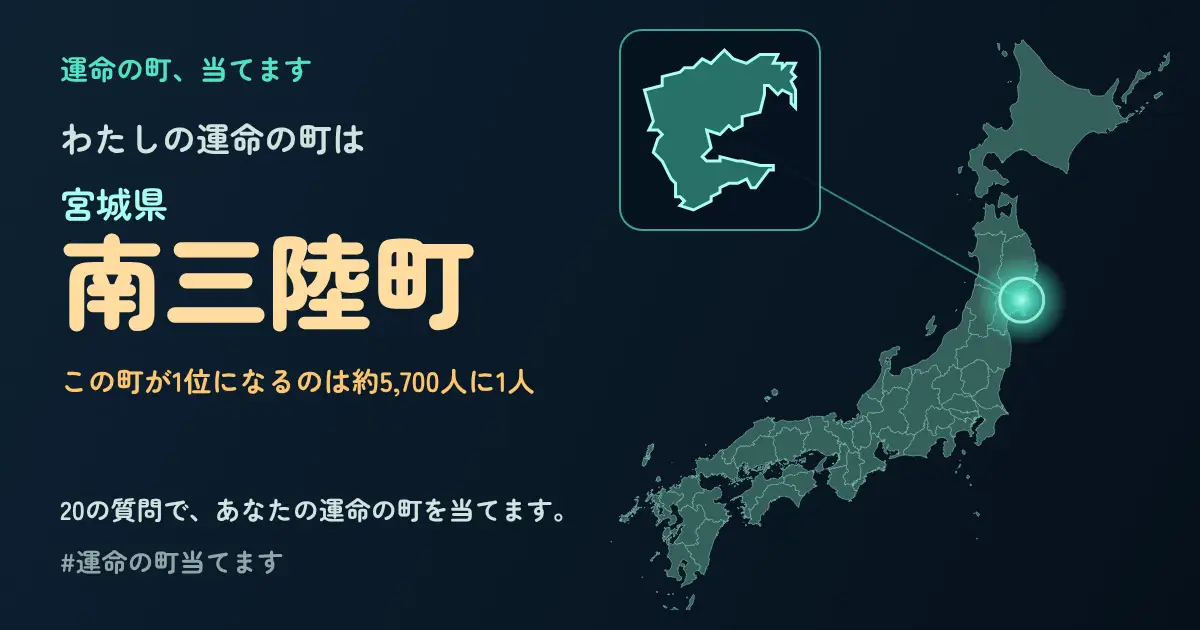 運命の町、当てます
わたしの運命の町は
宮城県
南三陸町
この町が1位になるのは約5,700人に1人
20の質問で、あなたの運命の町を当てます。
#運命の町当てます